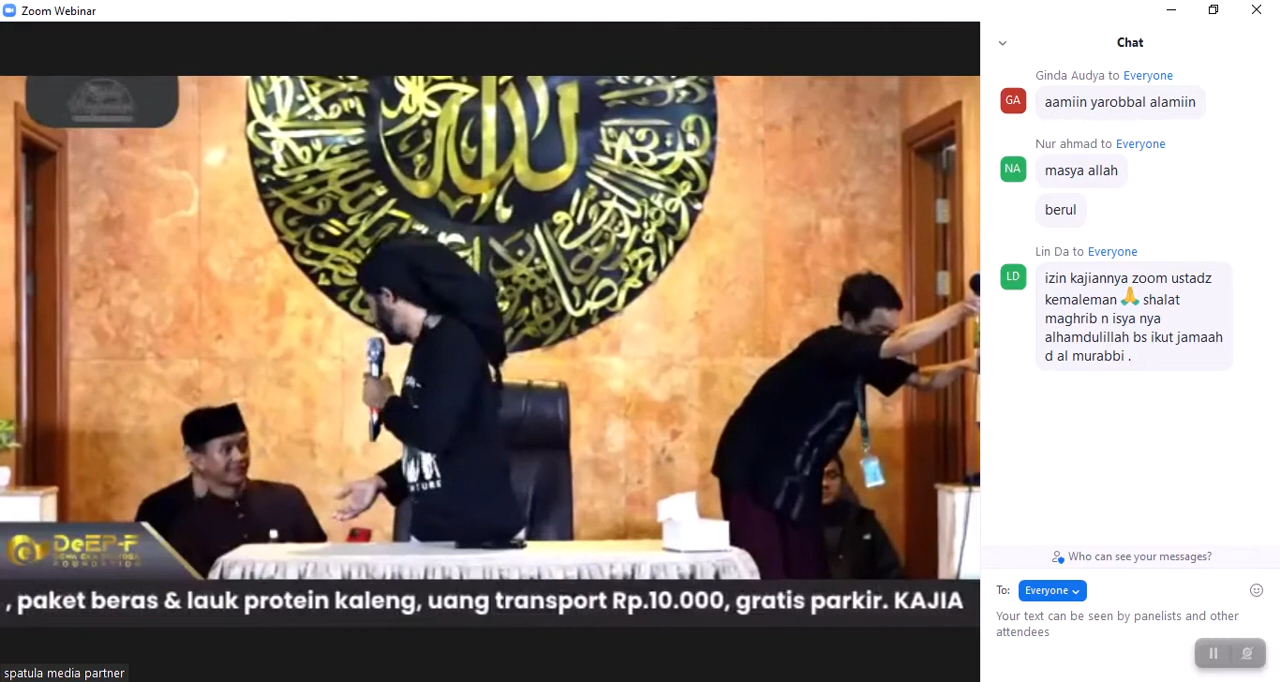 Zoom Webinar
الله
DeEP-F
FOUNDATION
, paket beras & lauk protein kaleng, uang transport Rp.10.000, gratis parkir. KAJIA
spatula media partner
Chat
Ginda Audya to Everyone
GA
aamiin yarobbal alamiin
Nur ahmad to Everyone
NA
masya allah
berul
Lin Da to Everyone
LD
izin kajiannya zoom ustadz
kemaleman 🙏 shalat
maghrib n isya nya
alhamdulillah bs ikut jamaah
d al murabbi .
Who can see your messages?
To: Everyone
Your text can be seen by panelists and other
attendees